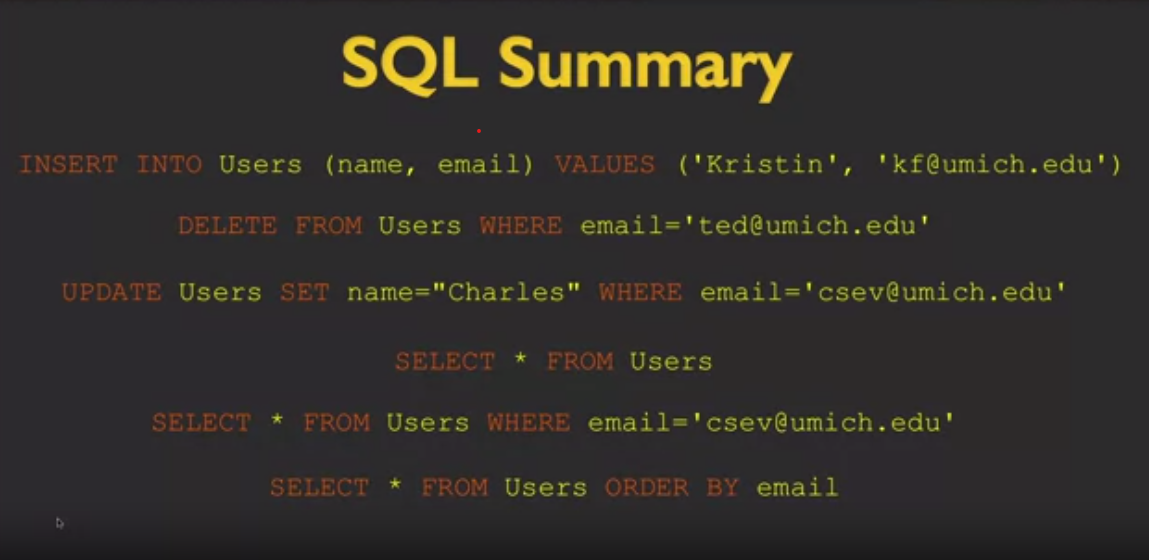 SQL Summary
INSERT INTO Users (name, email) VALUES ('Kristin', 'kf@umich.edu')
DELETE FROM Users WHERE email='ted@umich.edu'
UPDATE Users SET name="Charles" WHERE email='csev@umich.edu'
SELECT * FROM Users
SELECT * FROM Users WHERE email='csev@umich.edu'
SELECT * FROM Users ORDER BY email